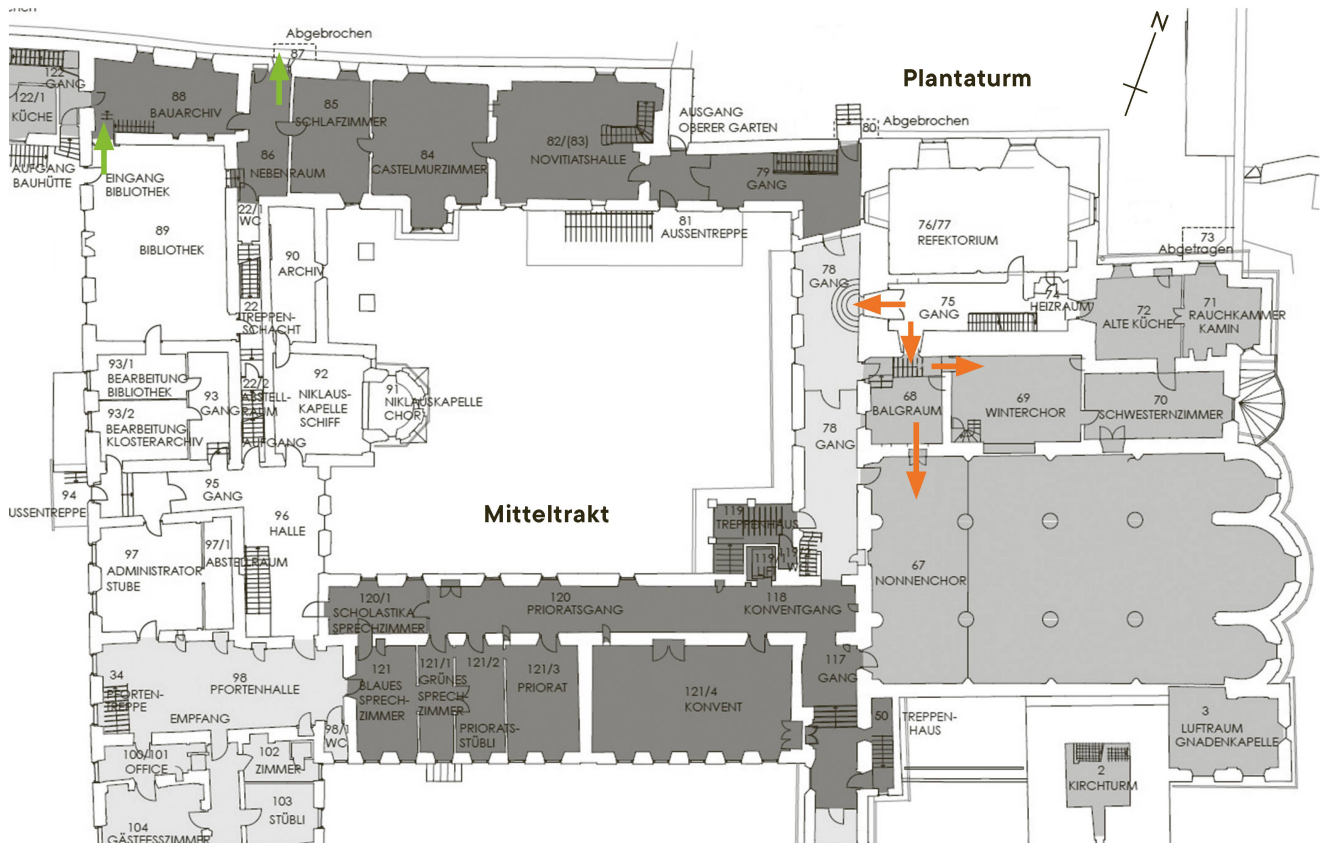 Abgebrochen
87
N
122
GANG
122/1
KÜCHE
88
BAUARCHIV
85
SCHLAFZIMMER
Plantaturm
AUSGANG
OBERER GARTEN
80
Abgebrochen
84
CASTELMURZIMMER
82/(83)
NOVITIATSHALLE
86
NEBENRAUM
79
GANG
AUFGANG
BAUHÜTTE
EINGANG
BIBLIOTHEK
22/1
WC
81
AUSSENTREPPE
76/77
REFEKTORIUM
73
Abgetragen
89
BIBLIOTHEK
90
ARCHIV
78
GANG
75
GANG
74
HEIZRAUM
72
ALTE KÜCHE
71
RAUCHKAMMER
KAMIN
22
TREPPEN-
SCHACHT
93/1
BEARBEITUNG
BIBLIOTHEK
93/2
BEARBEITUNG
KLOSTERARCHIV
93
GANG
22/2
ABSTELL-
RAUM
AUFGANG
92
NIKLAUS-
KAPELLE
SCHIFF
91
NIKLAUSKAPELLE
CHOR
78
GANG
68
BALGRAUM
69
WINTERCHOR
70
SCHWESTERNZIMMER
94
USSENTREPPE
95
GANG
96
HALLE
Mitteltrakt
119
TREPPENHAUS
119/1
LIFT
97
ADMINISTRATOR
STUBE
97/1
ABSTELLRAUM
67
NONNENCHOR
120/1
SCHOLASTIKA
SPRECHZIMMER
120
PRIORATSGANG
118
KONVENTGANG
34
PFORTEN-
TREPPE
98
PFORTENHALLE
EMPFANG
121
BLAUES
SPRECH-
ZIMMER
121/1
GRÜNES
SPRECH-
ZIMMER
121/2
PRIORATS-
STÜBLI
121/3
PRIORAT
121/4
KONVENT
117
GANG
98/1
WC
50
TREPPEN-
HAUS
3
LUFTRAUM
GNADENKAPELLE
100/101
OFFICE
102
ZIMMER
103
STÜBLI
104
GÄSTEESSZIMMER
2
KIRCHTURM